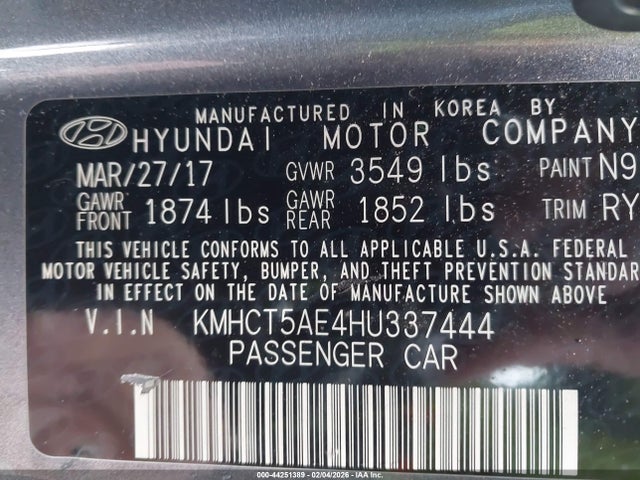 MANUFACTURED IN KOREA BY
HYUNDAI MOTOR COMPANY
MAR/27/17 GVWR 3549 lbs PAINT N9
GAWR FRONT 1874 lbs GAWR REAR 1852 lbs TRIM RY
THIS VEHICLE CONFORMS TO ALL APPLICABLE U.S.A. FEDERAL
MOTOR VEHICLE SAFETY, BUMPER, AND THEFT PREVENTION STANDAR
IN EFFECT ON THE DATE OF MANUFACTURE SHOWN ABOVE
V.I.N KMHCT5AE4HU337444
PASSENGER CAR
000-44251389 - 02/04/2026 - IAAI.CA